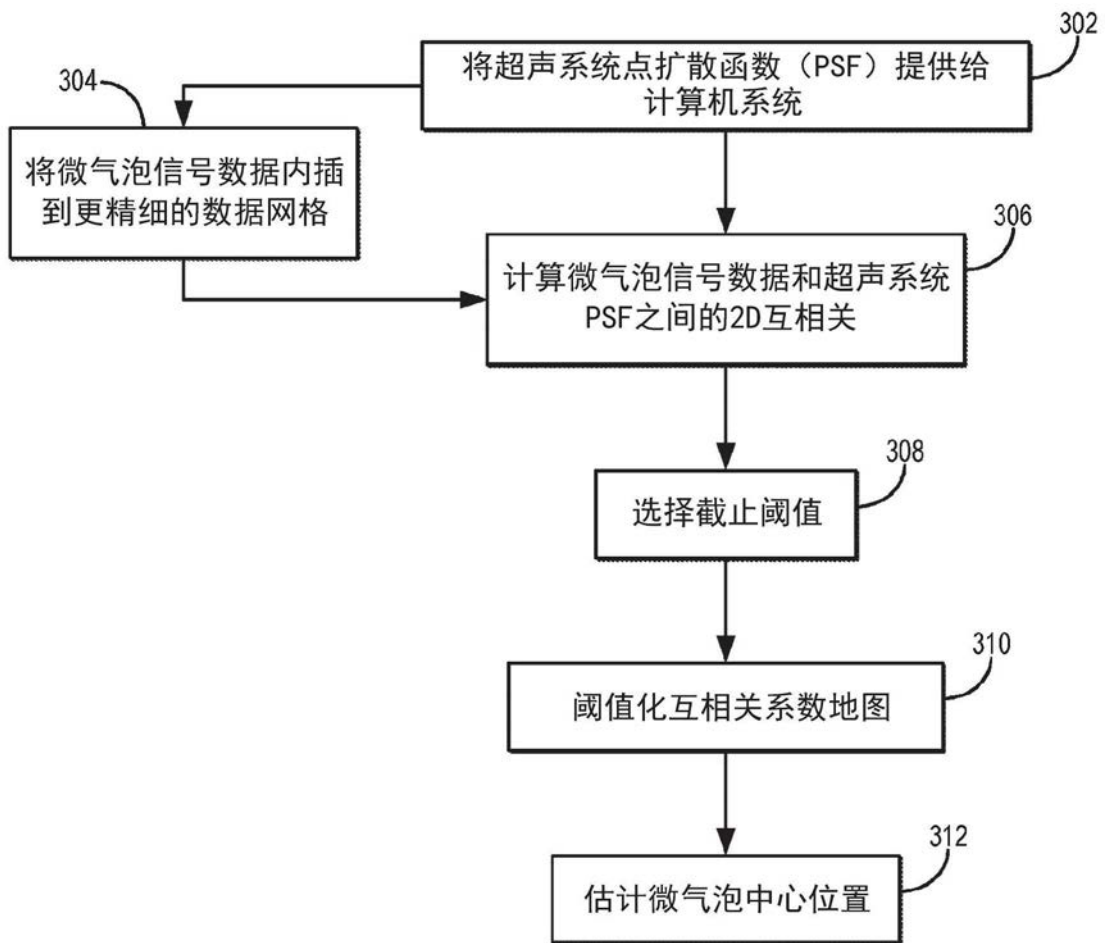 302
将超声系统点扩散函数（PSF）提供给
计算机系统
304
将微气泡信号数据内插
到更精细的数据网格
306
计算微气泡信号数据和超声系统
PSF之间的2D互相关
308
选择截止阈值
310
阈值化互相关系数地图
312
估计微气泡中心位置